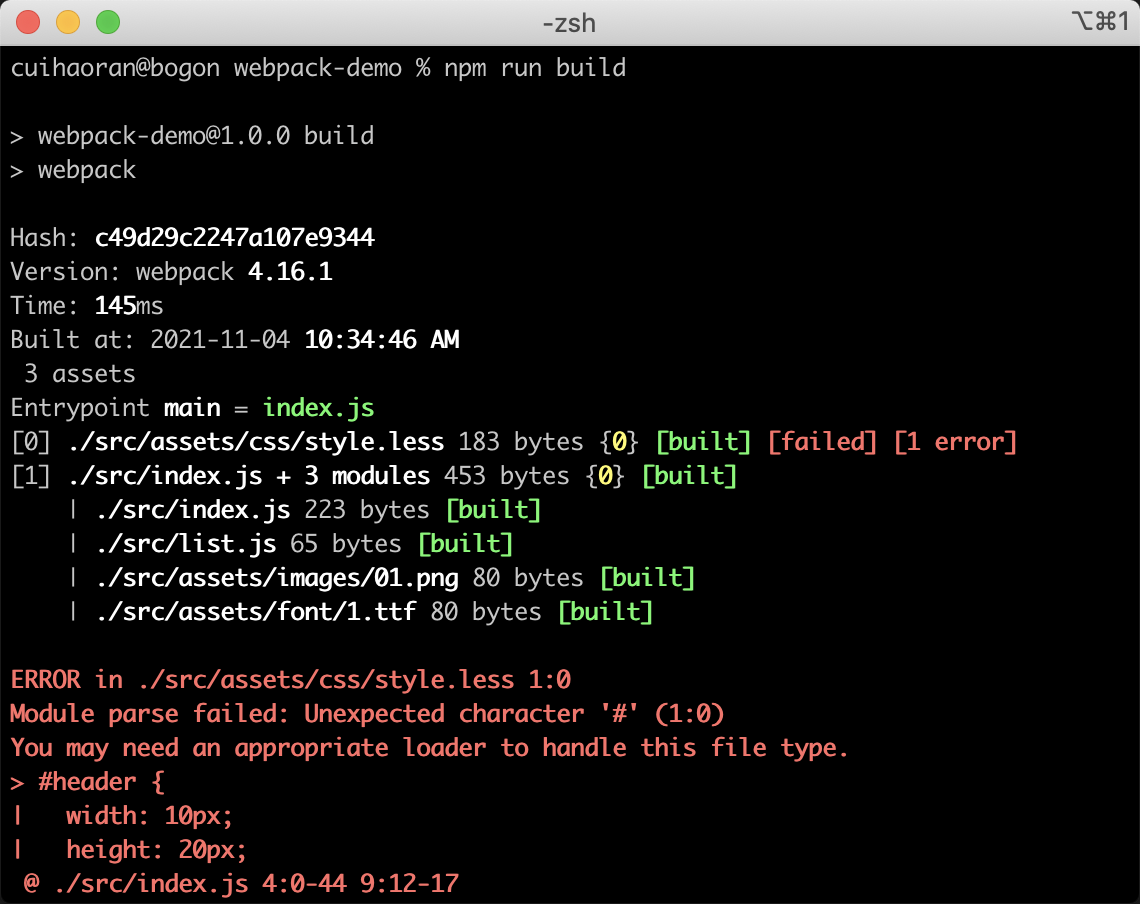 -zsh
⌥⌘1
cuihaoran@bogon webpack-demo % npm run build
> webpack-demo@1.0.0 build
> webpack
Hash: c49d29c2247a107e9344
Version: webpack 4.16.1
Time: 145ms
Built at: 2021-11-04 10:34:46 AM
 3 assets
Entrypoint main = index.js
[0] ./src/assets/css/style.less 183 bytes {0} [built] [failed] [1 error]
[1] ./src/index.js + 3 modules 453 bytes {0} [built]
    | ./src/index.js 223 bytes [built]
    | ./src/list.js 65 bytes [built]
    | ./src/assets/images/01.png 80 bytes [built]
    | ./src/assets/font/1.ttf 80 bytes [built]
ERROR in ./src/assets/css/style.less 1:0
Module parse failed: Unexpected character '#' (1:0)
You may need an appropriate loader to handle this file type.
> #header {
|   width: 10px;
|   height: 20px;
 @ ./src/index.js 4:0-44 9:12-17